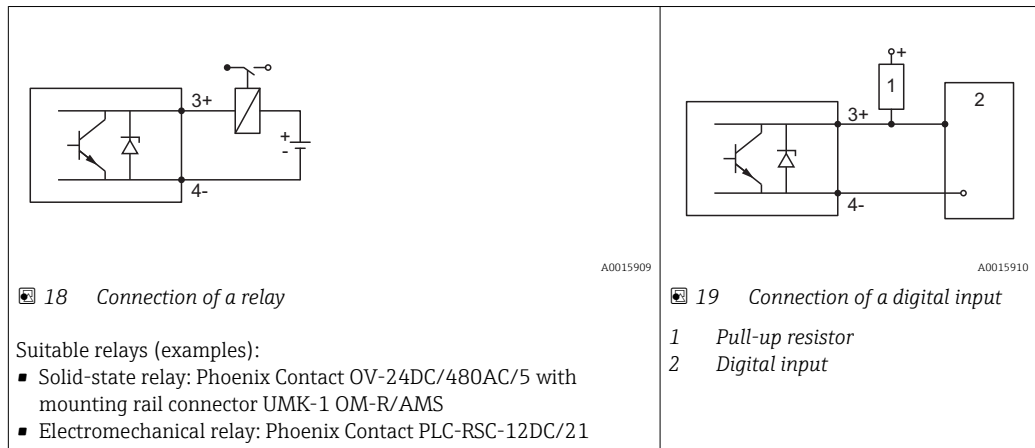 3+
+
-
4-
A0015909
18 Connection of a relay
Suitable relays (examples):
▪ Solid-state relay: Phoenix Contact OV-24DC/480AC/5 with
mounting rail connector UMK-1 OM-R/AMS
▪ Electromechanical relay: Phoenix Contact PLC-RSC-12DC/21
+
1
2
3+
4-
A0015910
19 Connection of a digital input
1 Pull-up resistor
2 Digital input